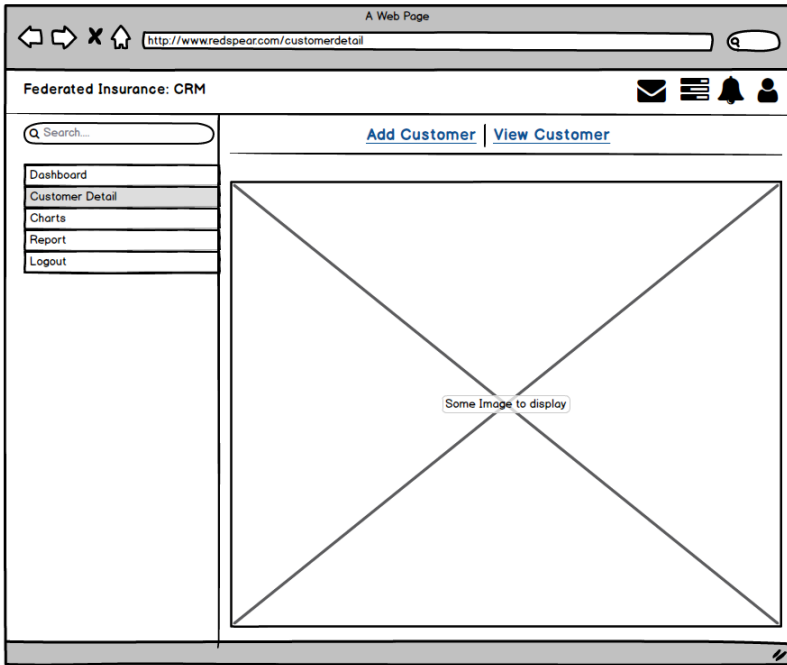 A Web Page
http://www.redspear.com/customerdetail
Federated Insurance: CRM
Search....
Add Customer | View Customer
Dashboard
Customer Detail
Charts
Report
Logout
Some Image to display